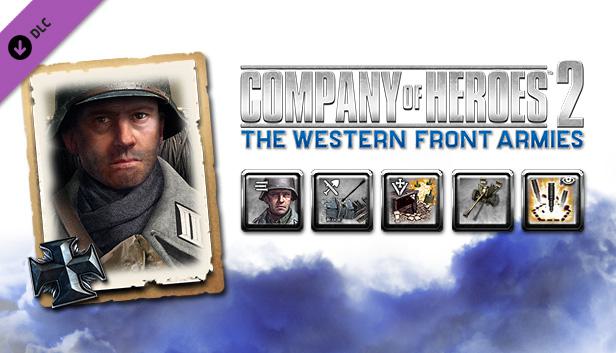 DLC
COMPANY OF HEROES 2
THE WESTERN FRONT ARMIES